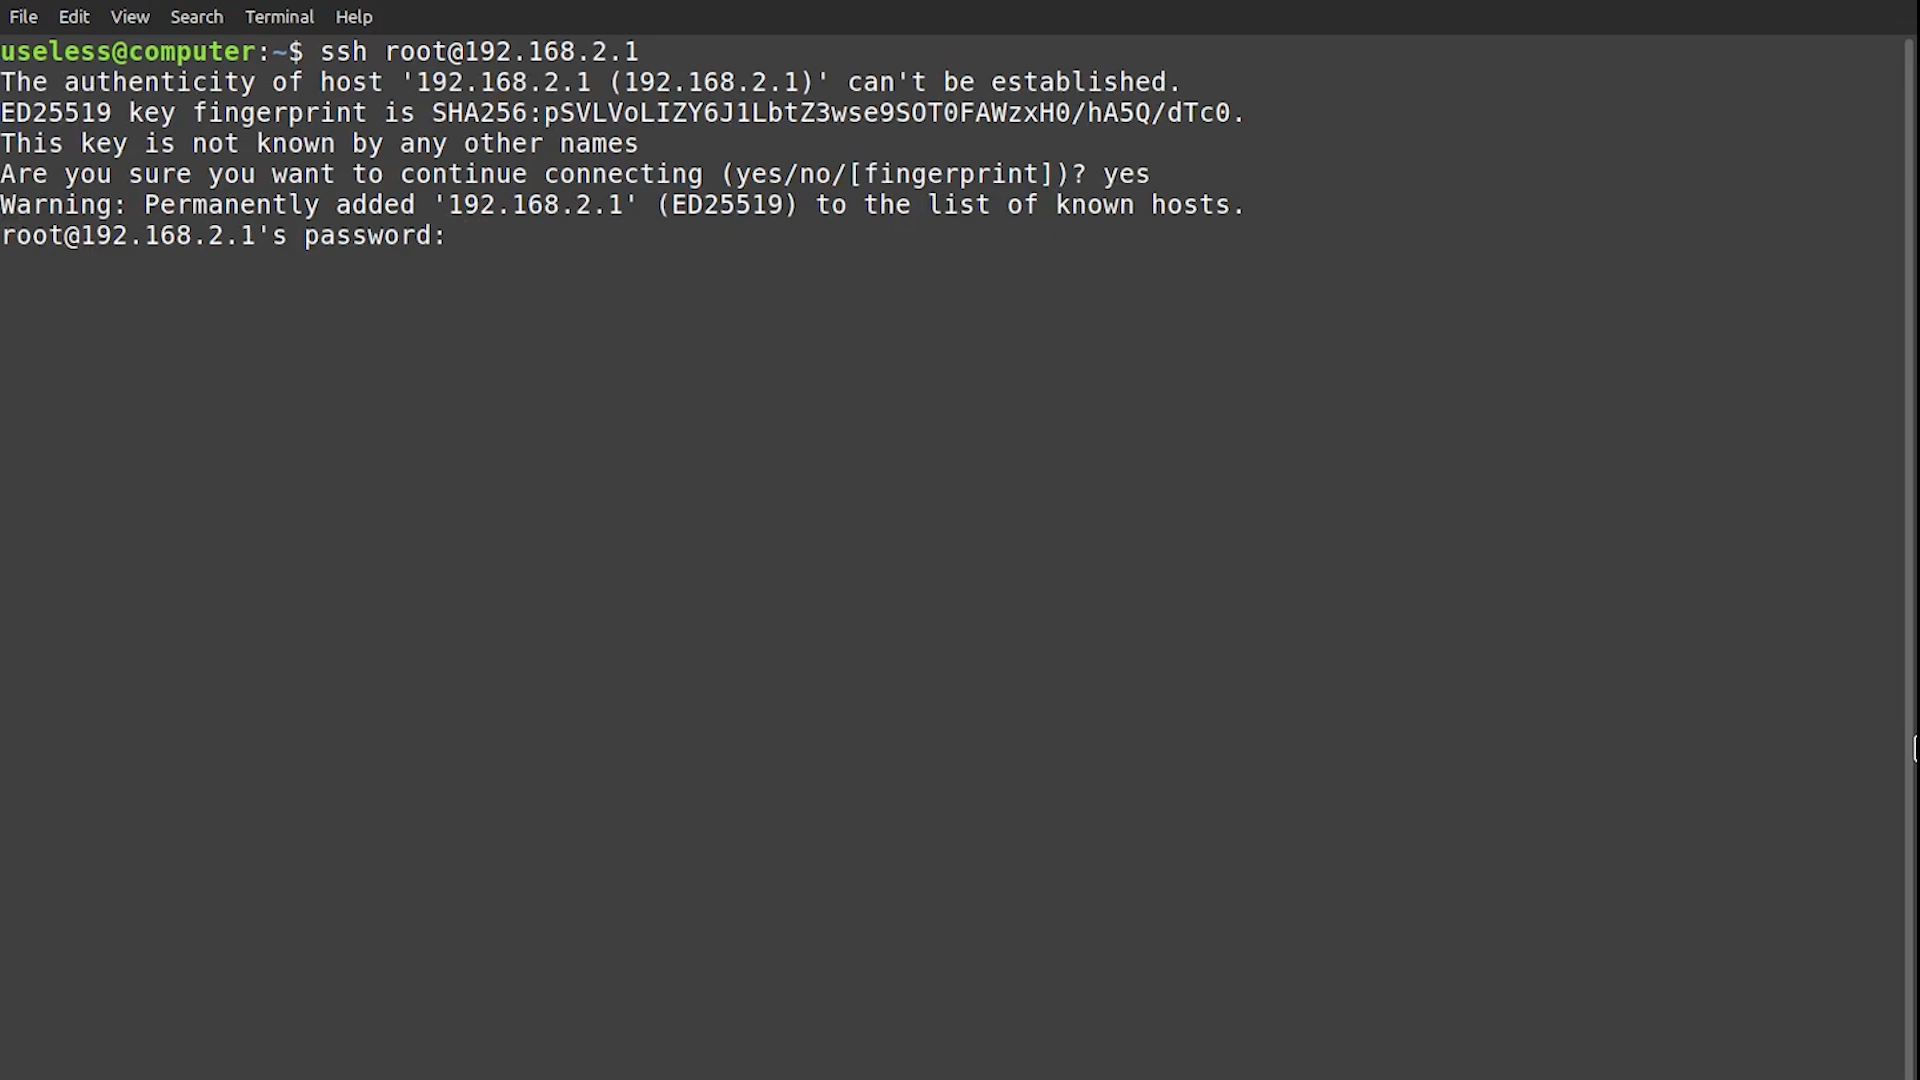 File Edit View Search Terminal Help
useless@computer:~$ ssh root@192.168.2.1
The authenticity of host '192.168.2.1 (192.168.2.1)' can't be established.
ED25519 key fingerprint is SHA256:pSVLVoLIZY6J1LbtZ3wse9SOT0FAWzxH0/hA5Q/dTc0.
This key is not known by any other names
Are you sure you want to continue connecting (yes/no/[fingerprint])? yes
Warning: Permanently added '192.168.2.1' (ED25519) to the list of known hosts.
root@192.168.2.1's password: